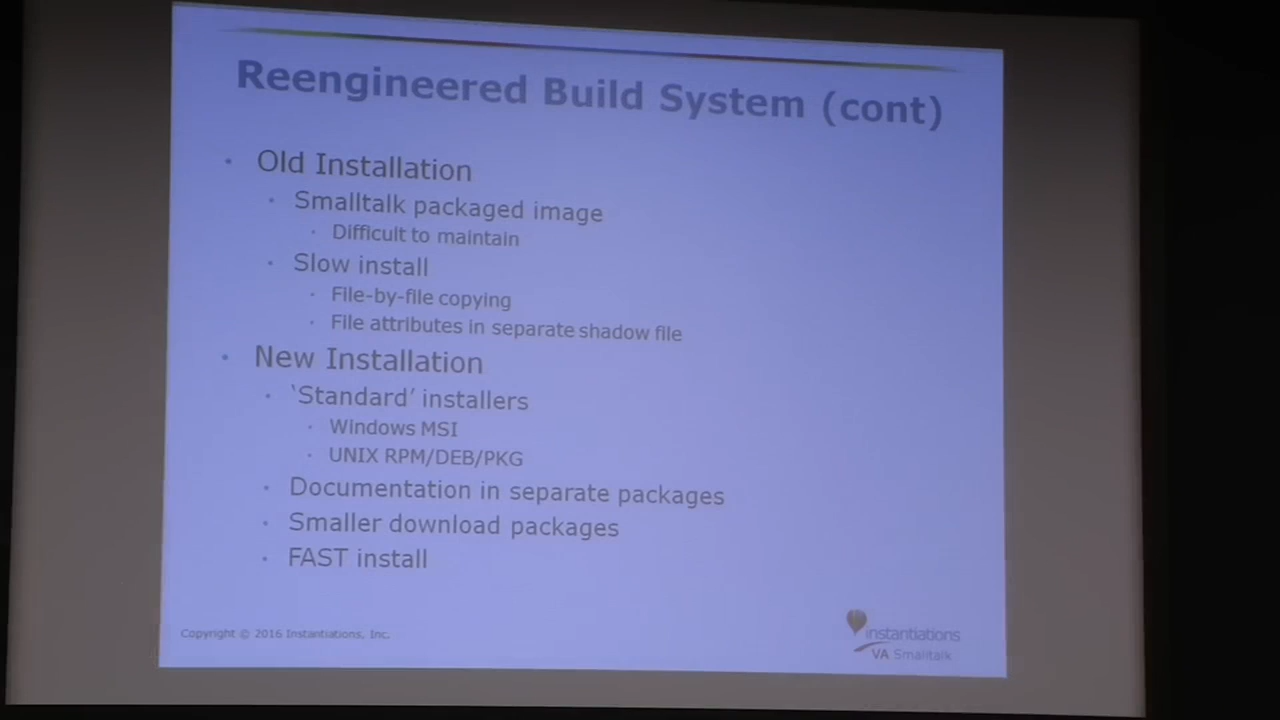 Reengineered Build System (cont)
• Old Installation
• Smalltalk packaged image
• Difficult to maintain
• Slow install
• File-by-file copying
• File attributes in separate shadow file
• New Installation
• ‘Standard’ installers
• Windows MSI
• UNIX RPM/DEB/PKG
• Documentation in separate packages
• Smaller download packages
• FAST install
Copyright © 2016 Instantiations, Inc.
instantiations
VA Smalltalk